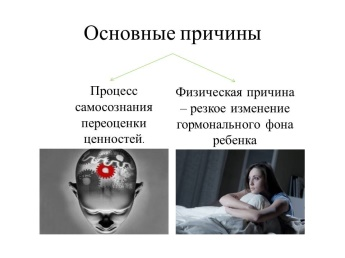 Основные причины
Процесс
самосознания
переоценки
ценностей.
Физическая причина
– резкое изменение
гормонального фона
ребенка